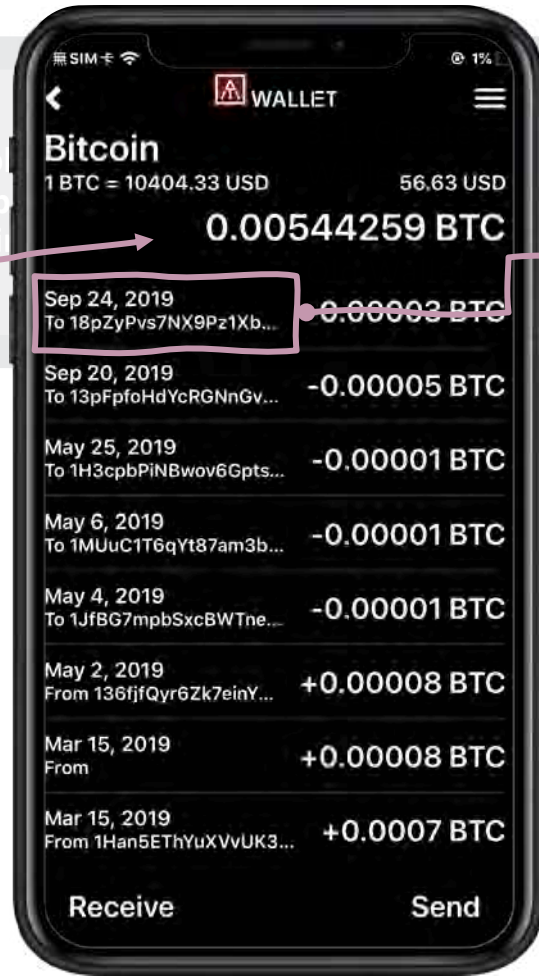 無SIM卡
1%
WALLET
Bitcoin
1 BTC = 10404.33 USD 56.63 USD
0.00544259 BTC
Sep 24, 2019
To 18pZyPvs7NX9Pz1Xb... -0.00003 BTC
Sep 20, 2019
To 13pFpfoHdYcRGNnGv... -0.00005 BTC
May 25, 2019
To 1H3cpbPiNBwov6Gpts... -0.00001 BTC
May 6, 2019
To 1MUuC1T6qYt87am3b... -0.00001 BTC
May 4, 2019
To 1JfBG7mpbSxcBWTne... -0.00001 BTC
May 2, 2019
From 136fjfQyr6Zk7einY... +0.00008 BTC
Mar 15, 2019
From +0.00008 BTC
Mar 15, 2019
From 1Han5EThYuXVvUK3... +0.0007 BTC
Receive Send